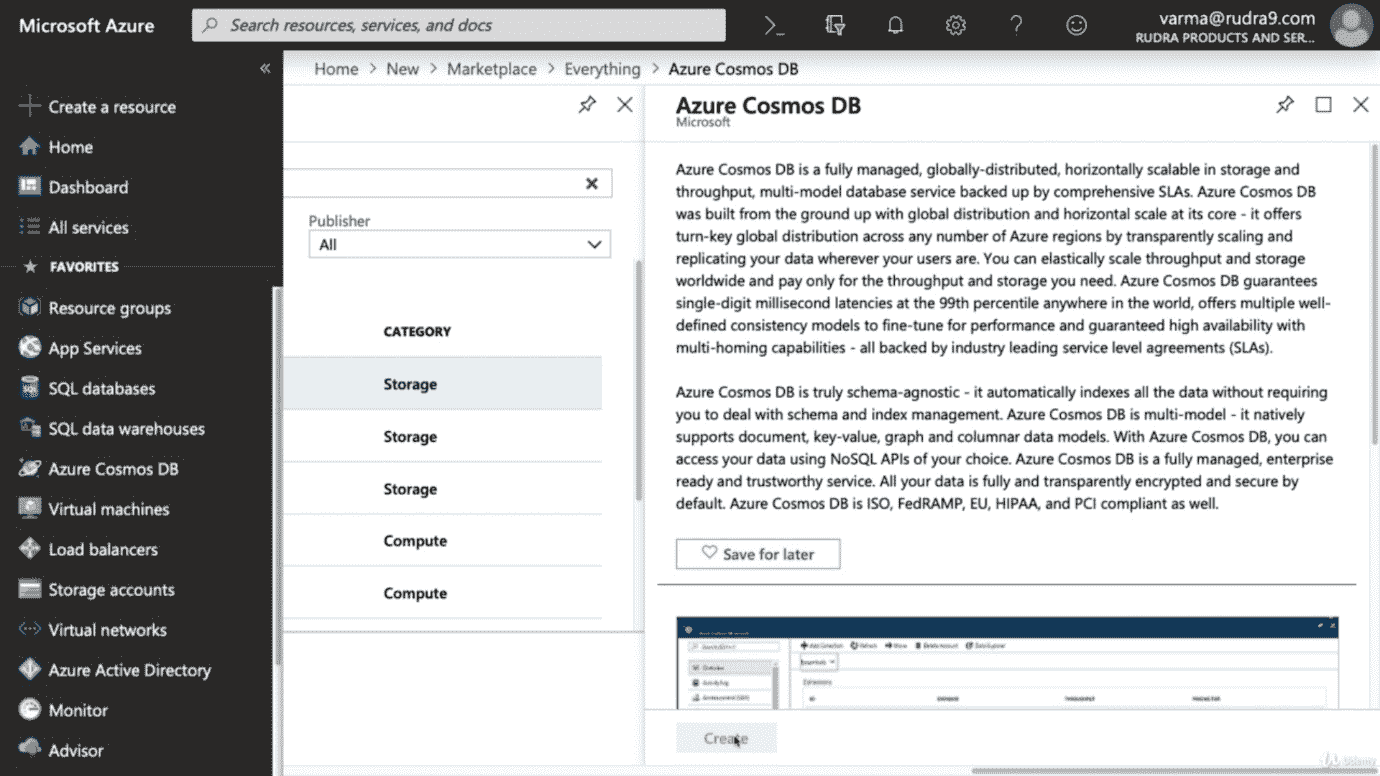 Microsoft Azure
Search resources, services, and docs
varma@rudra9.com
RUDRA PRODUCTS AND SER...
Home > New > Marketplace > Everything > Azure Cosmos DB
Create a resource
Home
Dashboard
All services
FAVORITES
Resource groups
App Services
SQL databases
SQL data warehouses
Azure Cosmos DB
Virtual machines
Load balancers
Storage accounts
Virtual networks
Azure Active Directory
Monitor
Advisor
Publisher
All
CATEGORY
Storage
Storage
Storage
Compute
Compute
Azure Cosmos DB
Microsoft
Azure Cosmos DB is a fully managed, globally-distributed, horizontally scalable in storage and
throughput, multi-model database service backed up by comprehensive SLAs. Azure Cosmos DB
was built from the ground up with global distribution and horizontal scale at its core - it offers
turn-key global distribution across any number of Azure regions by transparently scaling and
replicating your data wherever your users are. You can elastically scale throughput and storage
worldwide and pay only for the throughput and storage you need. Azure Cosmos DB guarantees
single-digit millisecond latencies at the 99th percentile anywhere in the world, offers multiple well-
defined consistency models to fine-tune for performance and guaranteed high availability with
multi-homing capabilities - all backed by industry leading service level agreements (SLAs).
Azure Cosmos DB is truly schema-agnostic - it automatically indexes all the data without requiring
you to deal with schema and index management. Azure Cosmos DB is multi-model - it natively
supports document, key-value, graph and columnar data models. With Azure Cosmos DB, you can
access your data using NoSQL APIs of your choice. Azure Cosmos DB is a fully managed, enterprise
ready and trustworthy service. All your data is fully and transparently encrypted and secure by
default. Azure Cosmos DB is ISO, FedRAMP, EU, HIPAA, and PCI compliant as well.
Save for later
Add Collection Refresh Move Delete Account Data Explorer
Essentials
Overview
Create
Udemy